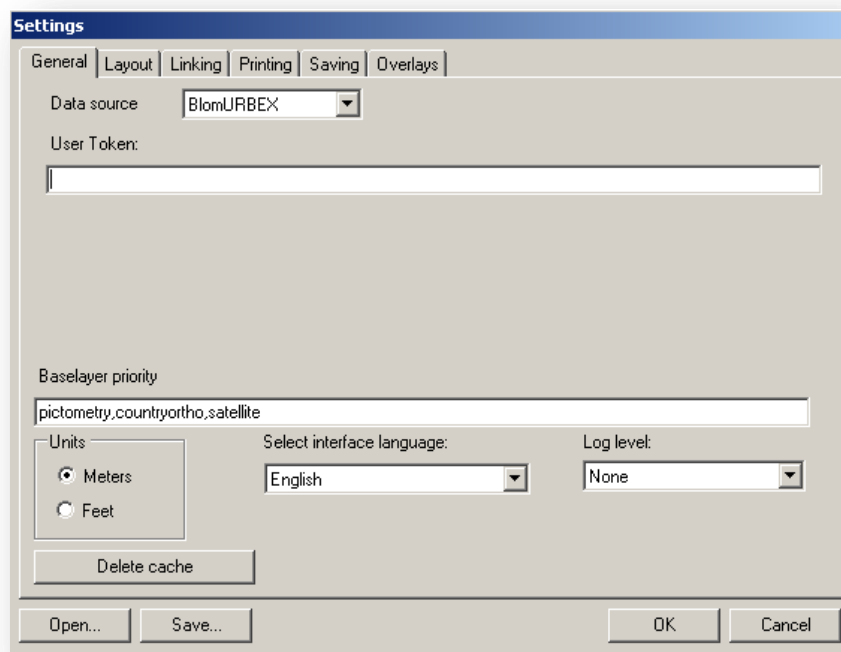 Settings
General Layout Linking Printing Saving Overlays
Data source BlomURBEX
User Token:
Baselayer priority
pictometry,countryortho,satellite
Units Select interface language: Log level:
Meters English None
Feet
Delete cache
Open... Save... OK Cancel